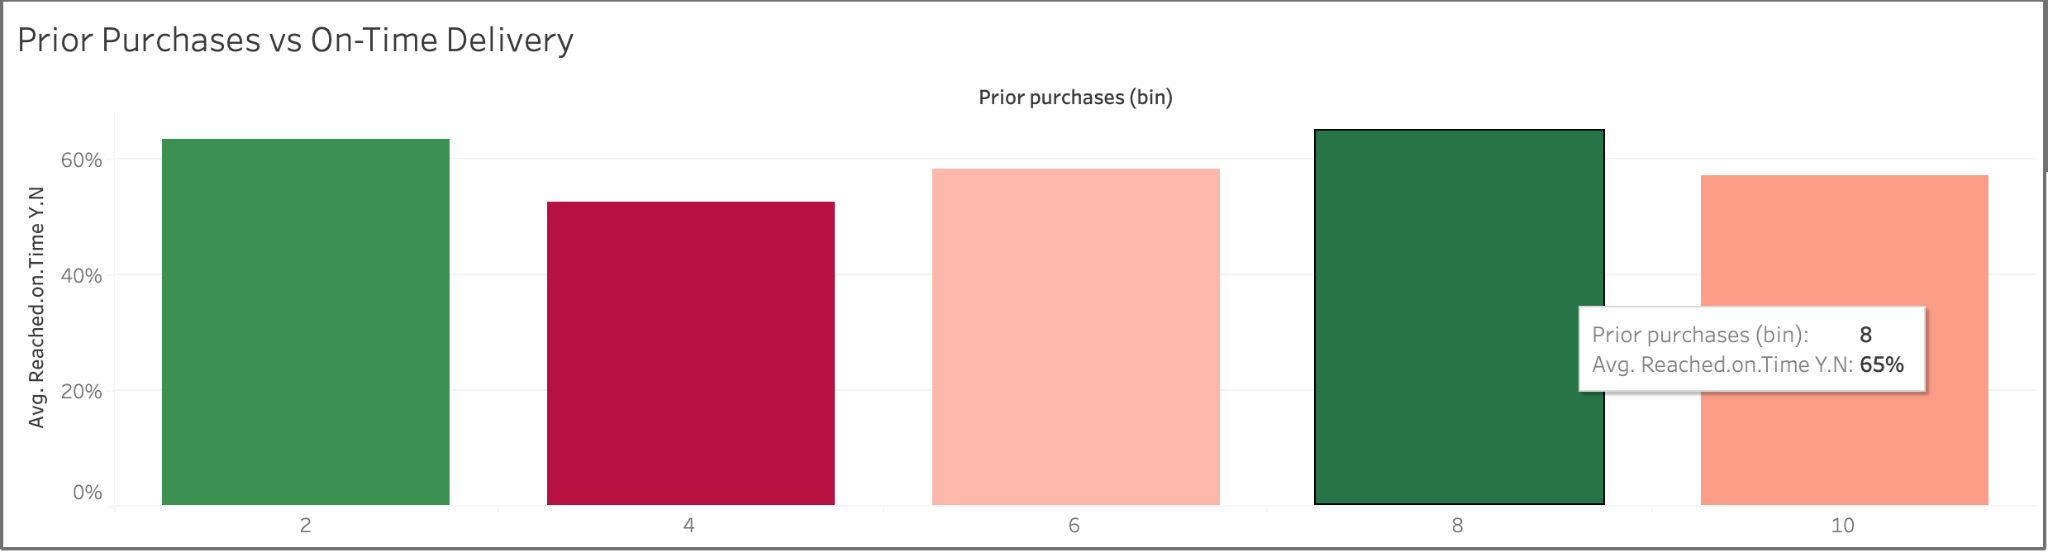 Prior Purchases vs On-Time Delivery
Prior purchases (bin)
Avg. Reached.on.Time Y.N
60%
40%
20%
0%
Prior purchases (bin): 8
Avg. Reached.on.Time Y.N: 65%
2 4 6 8 10